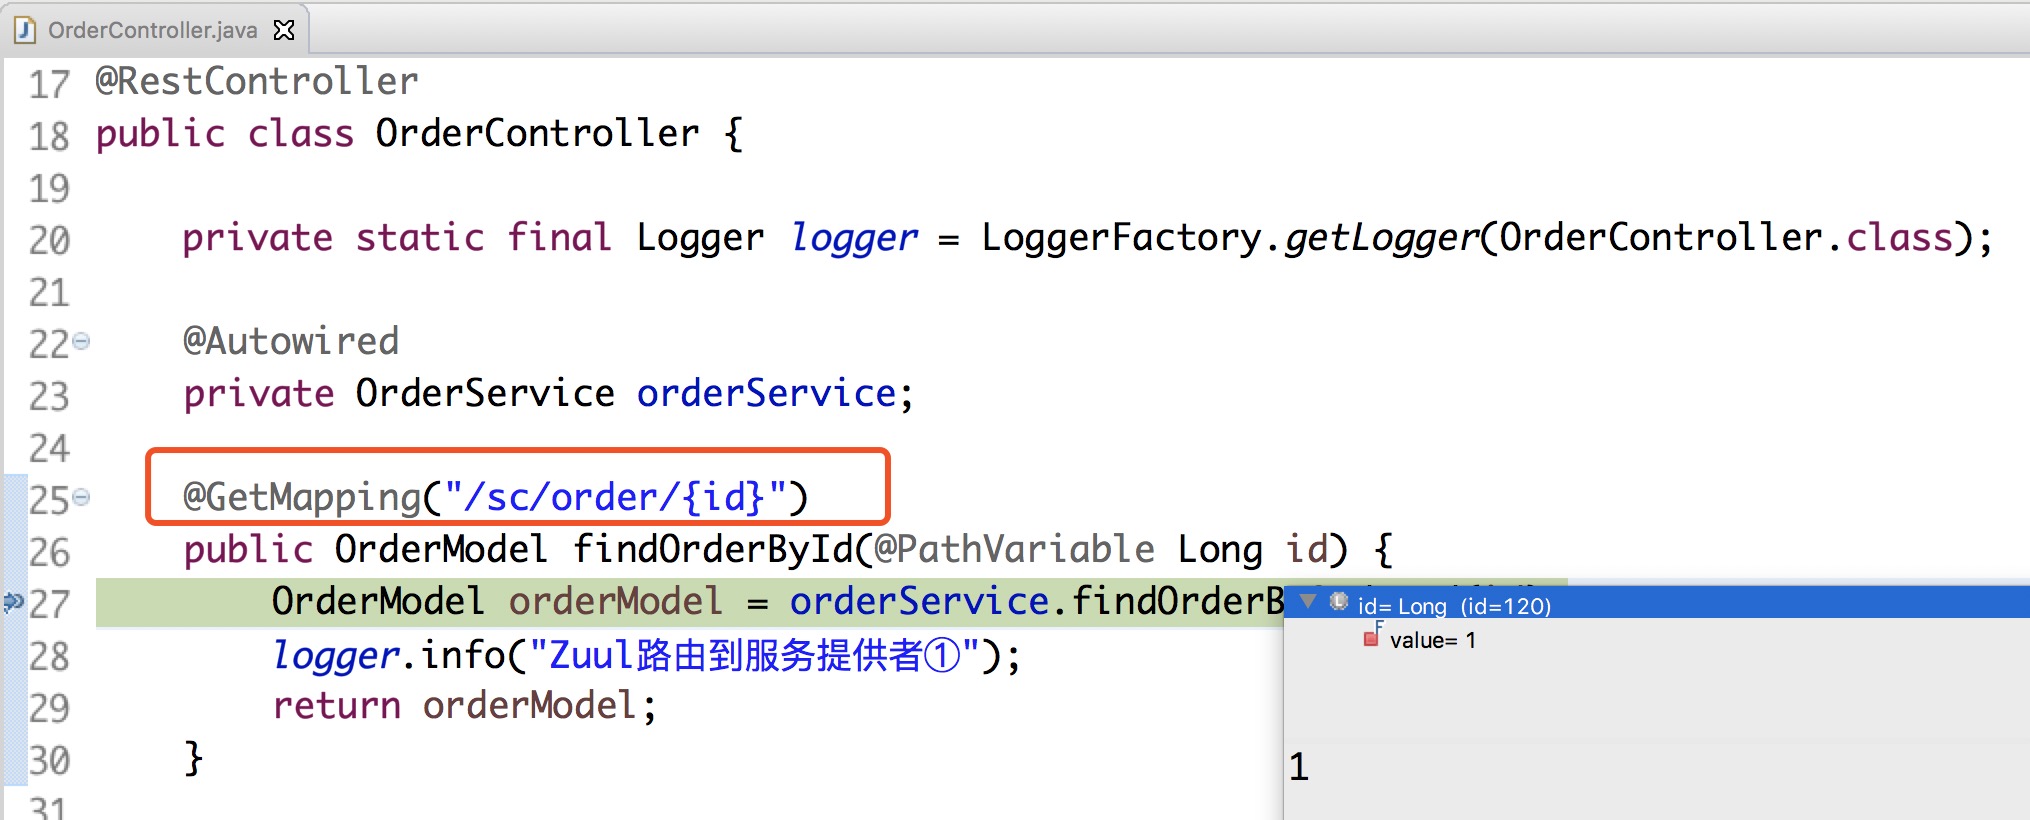 OrderController.java
17 @RestController
18 public class OrderController {
19
20 private static final Logger logger = LoggerFactory.getLogger(OrderController.class);
21
22 @Autowired
23 private OrderService orderService;
24
25 @GetMapping("/sc/order/{id}")
26 public OrderModel findOrderById(@PathVariable Long id) {
27 OrderModel orderModel = orderService.findOrderB
id= Long (id=120)
value= 1
28 logger.info("Zuul路由到服务提供者①");
29 return orderModel;
30 }
1
31